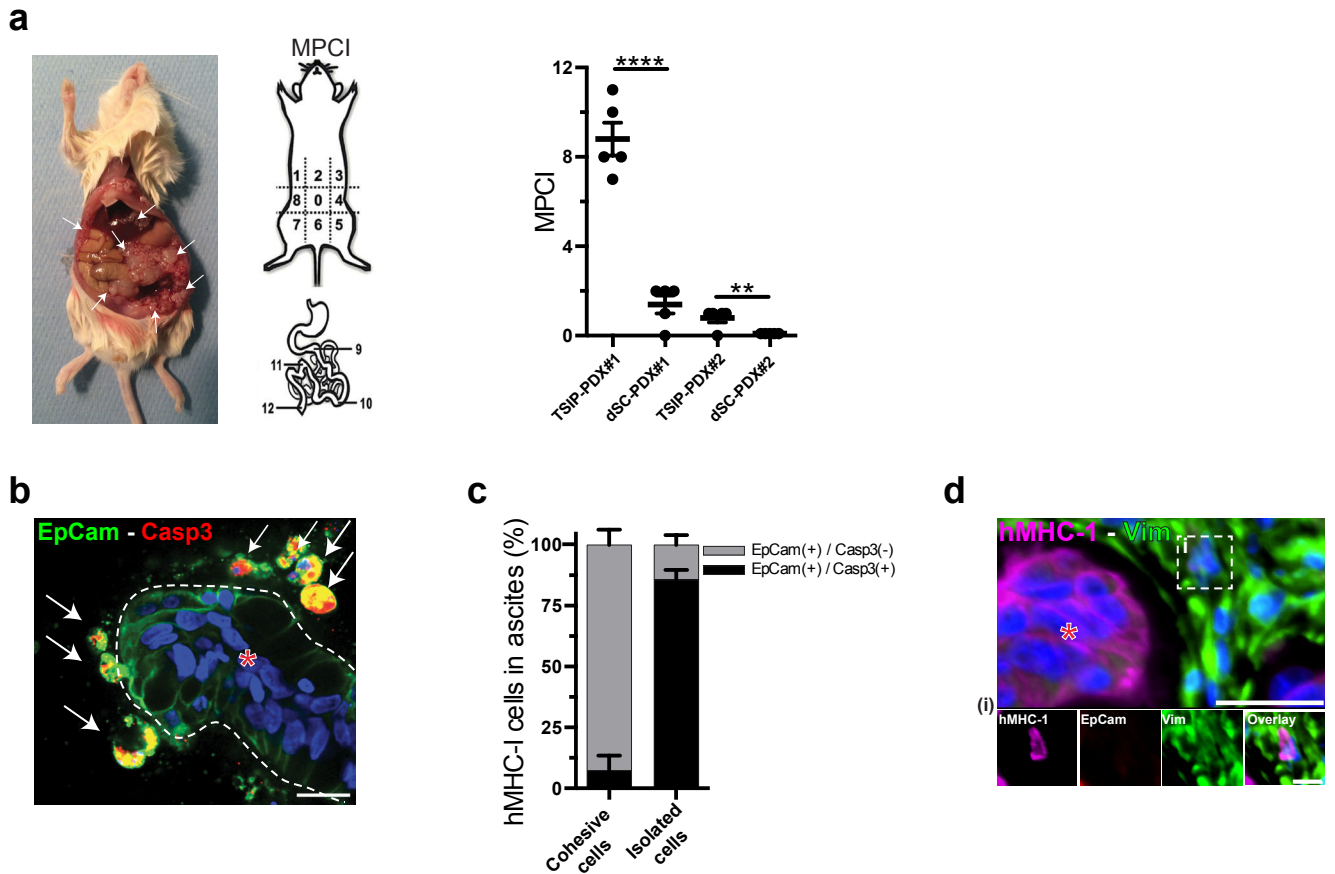 a
MPCI
1 2 3
8 0 4
7 6 5
9
11
12
10
MPCI
12
8
4
0
****
**
TSIP-PDX#1
dSC-PDX#1
TSIP-PDX#2
dSC-PDX#2
b
EpCam - Casp3
*
c
hMHC-I cells in ascites (%)
100
75
50
25
0
EpCam(+) / Casp3(-)
EpCam(+) / Casp3(+)
Cohesive
cells
Isolated
cells
d
hMHC-1 - Vim
i
*
(i)
hMHC-1
EpCam
Vim
Overlay